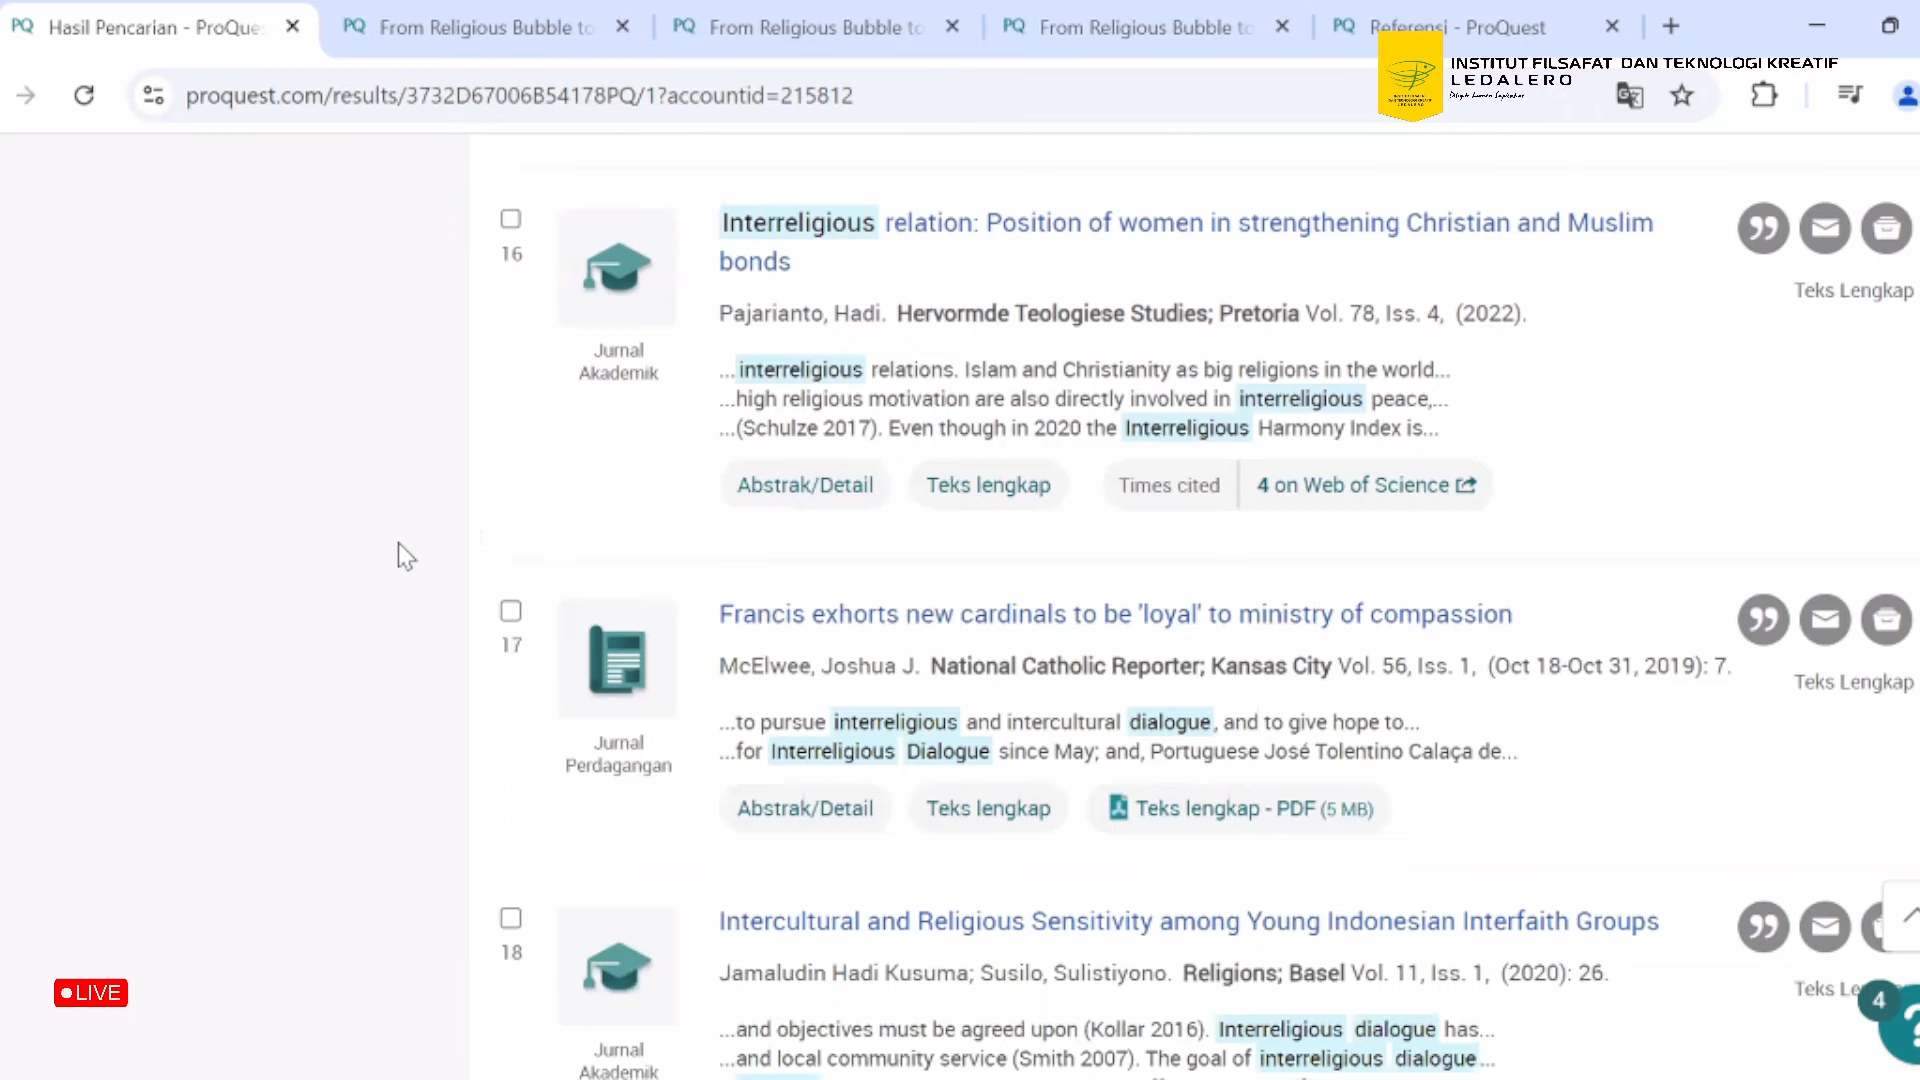 PQ Hasil Pencarian - ProQue
PQ From Religious Bubble to
PQ From Religious Bubble to
PQ From Religious Bubble to
PQ Referensi - ProQuest
INSTITUT FILSAFAT DAN TEKNOLOGI KREATIF
LEDALERO
proquest.com/results/3732D67006B54178PQ/1?accountid=215812
16
Jurnal
Akademik
Interreligious relation: Position of women in strengthening Christian and Muslim
bonds
Pajarianto, Hadi. Hervormde Teologiese Studies; Pretoria Vol. 78, Iss. 4, (2022).
...interreligious relations. Islam and Christianity as big religions in the world...
...high religious motivation are also directly involved in interreligious peace,...
...(Schulze 2017). Even though in 2020 the Interreligious Harmony Index is...
Abstrak/Detail Teks lengkap Times cited 4 on Web of Science
Teks Lengkap
17
Jurnal
Perdagangan
Francis exhorts new cardinals to be 'loyal' to ministry of compassion
McElwee, Joshua J. National Catholic Reporter; Kansas City Vol. 56, Iss. 1, (Oct 18-Oct 31, 2019): 7.
...to pursue interreligious and intercultural dialogue, and to give hope to...
...for Interreligious Dialogue since May; and, Portuguese José Tolentino Calaça de...
Abstrak/Detail Teks lengkap Teks lengkap - PDF (5 MB)
Teks Lengkap
18
Jurnal
Akademik
Intercultural and Religious Sensitivity among Young Indonesian Interfaith Groups
Jamaludin Hadi Kusuma; Susilo, Sulistiyono. Religions; Basel Vol. 11, Iss. 1, (2020): 26.
...and objectives must be agreed upon (Kollar 2016). Interreligious dialogue has...
...and local community service (Smith 2007). The goal of interreligious dialogue...
Teks Le
4
?
LIVE